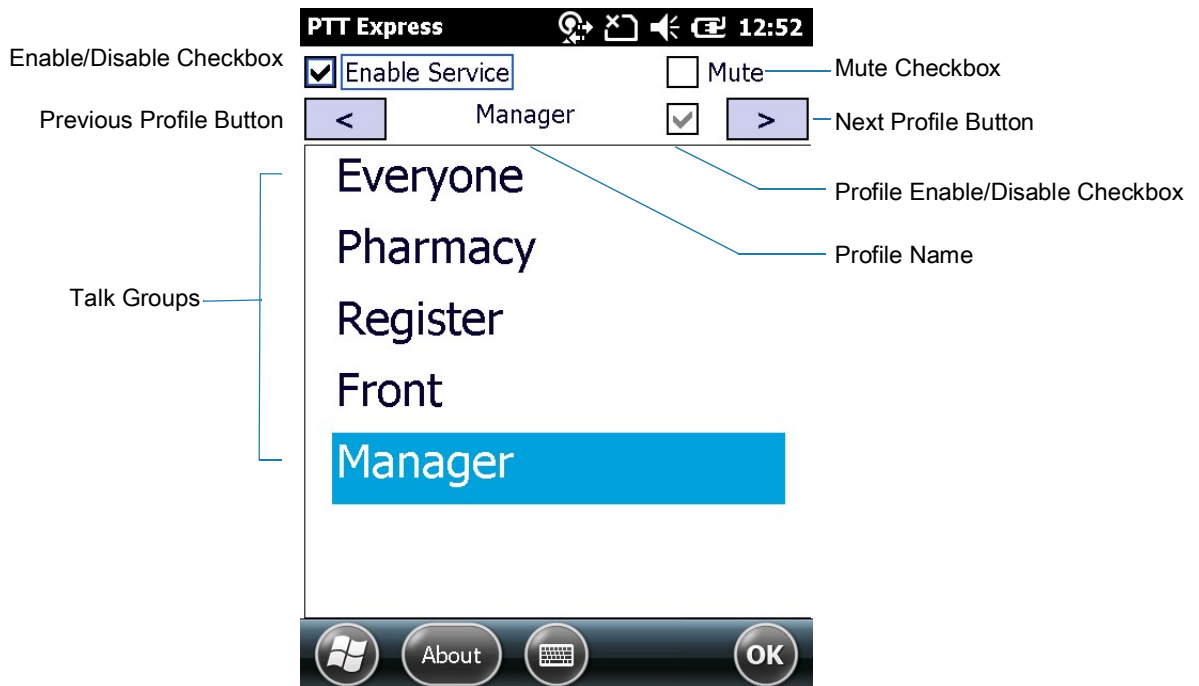 PTT Express 12:52
Enable/Disable Checkbox
Enable Service
Mute
Mute Checkbox
Previous Profile Button
<
Manager
>
Next Profile Button
Everyone
Profile Enable/Disable Checkbox
Pharmacy
Profile Name
Talk Groups
Register
Front
Manager
About
OK